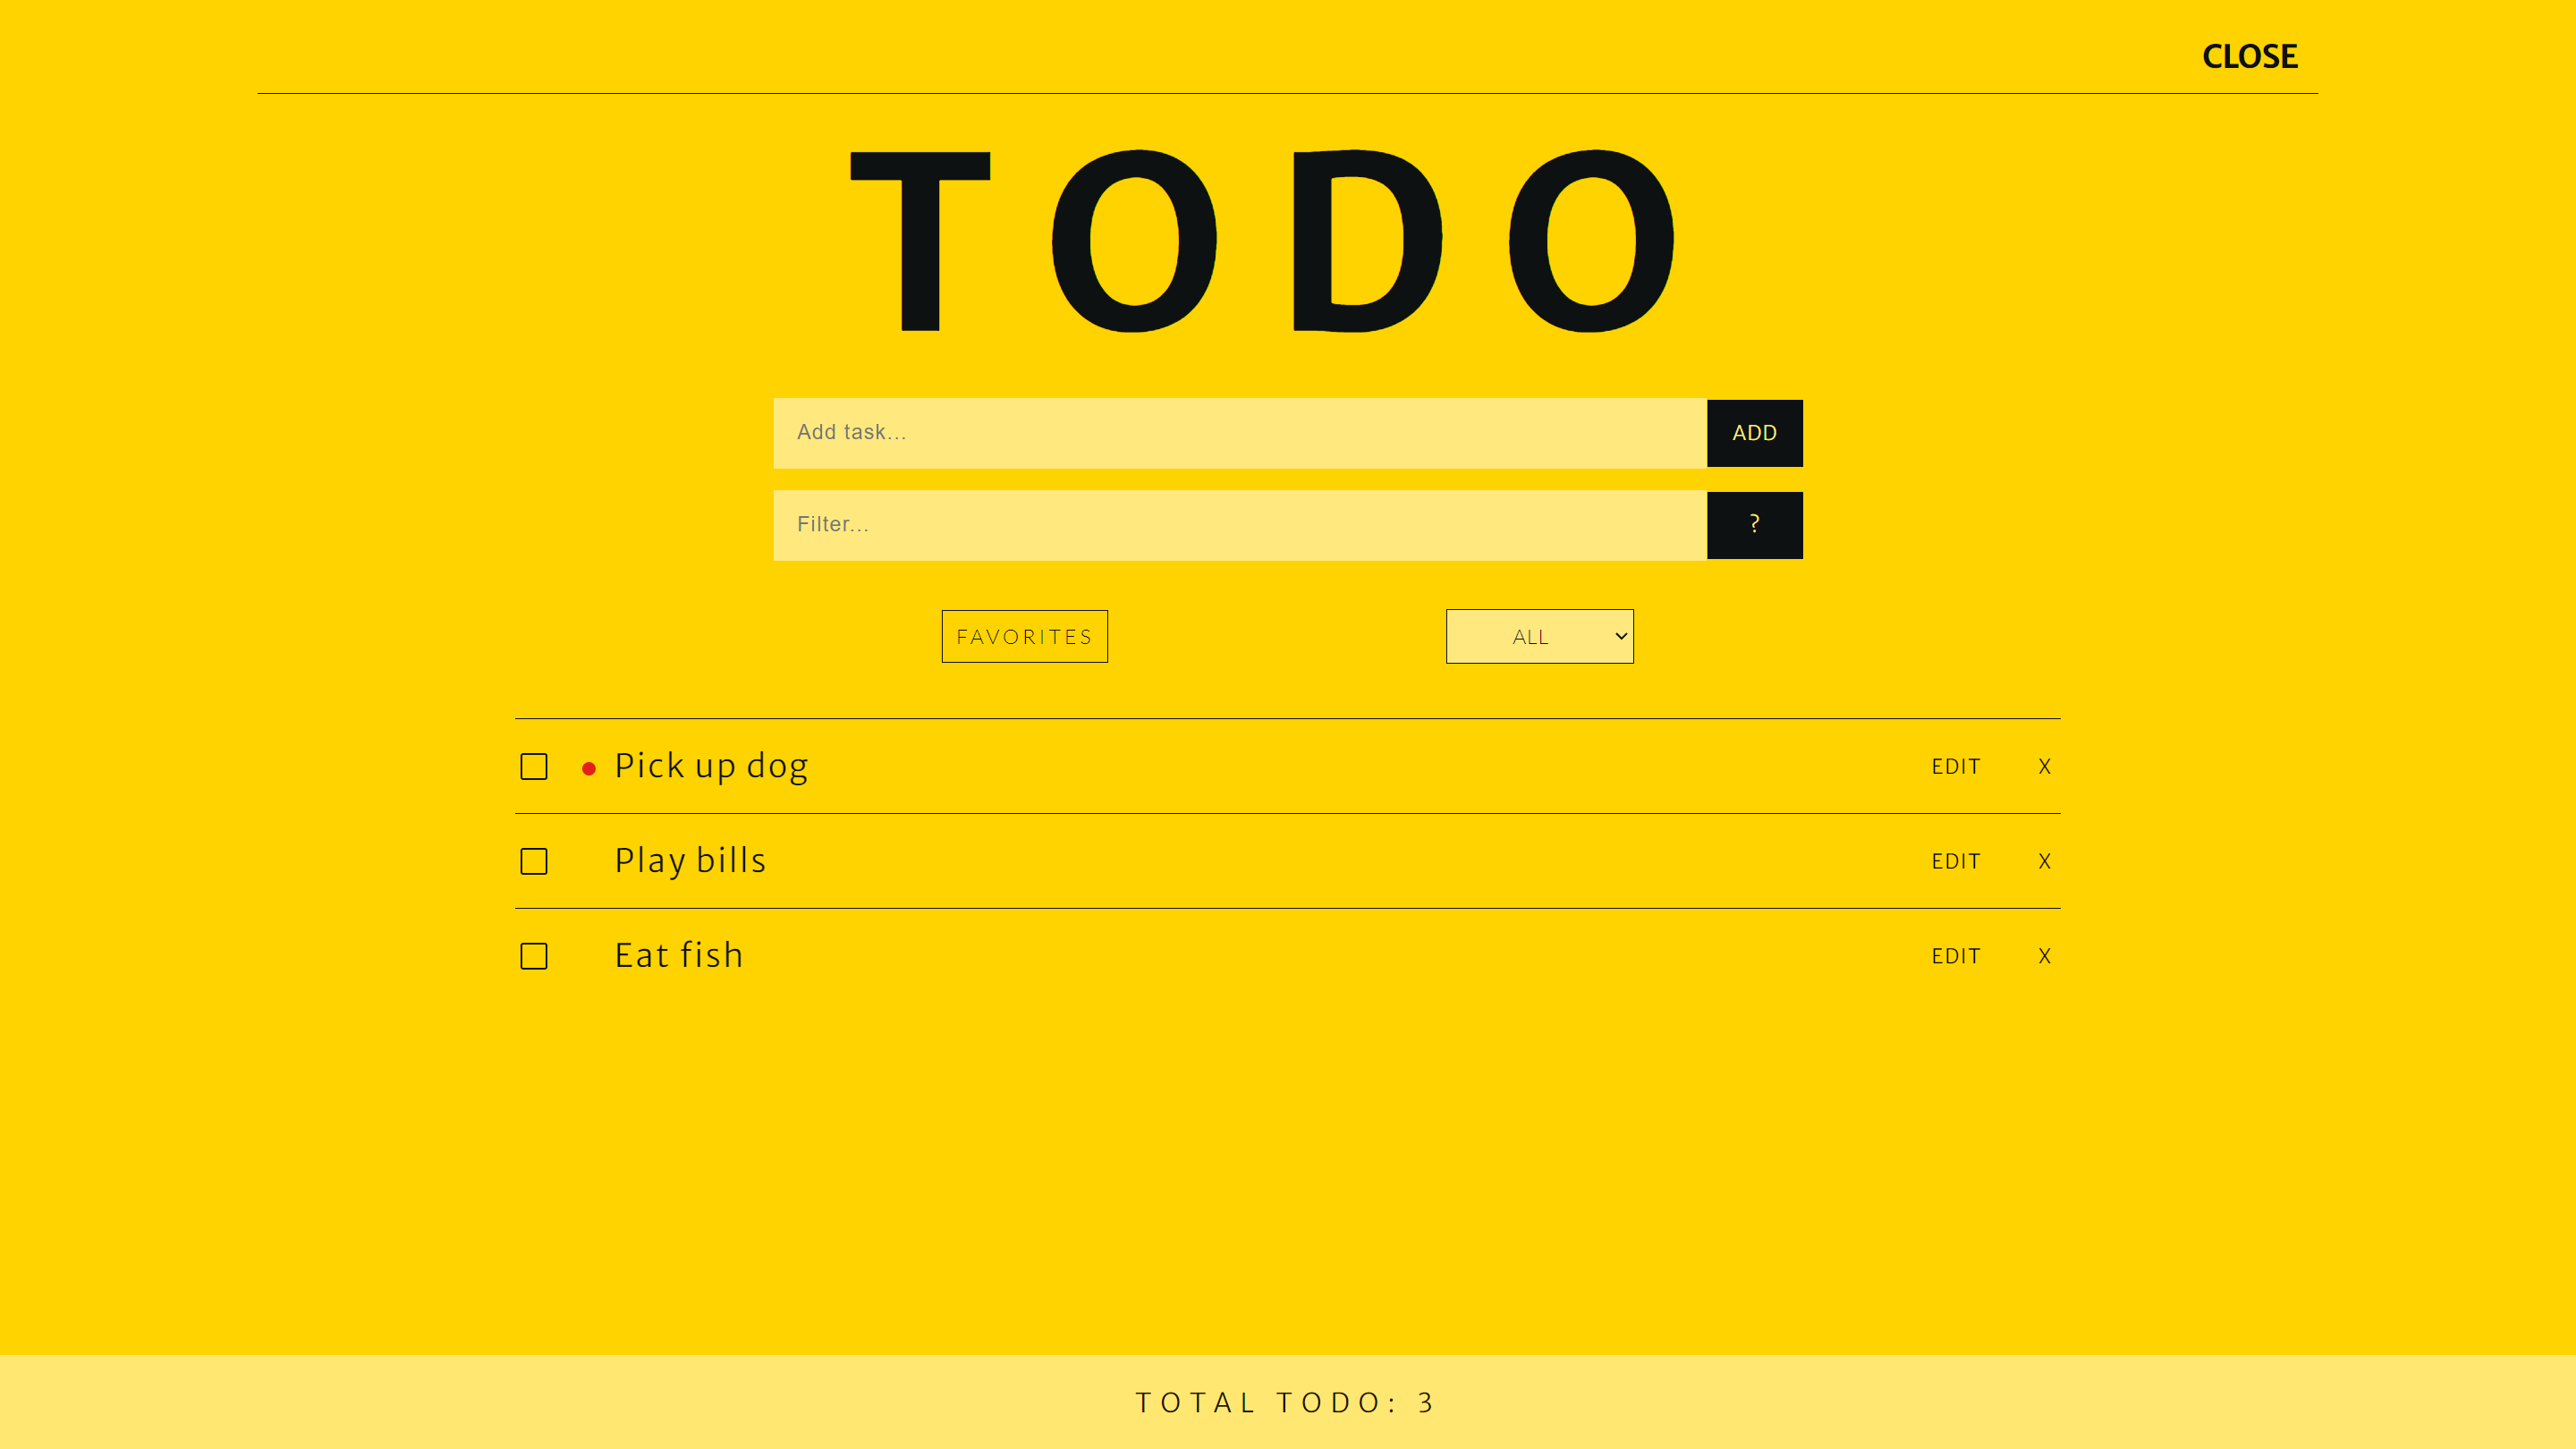 CLOSE
TODO
Add task...
ADD
Filter...
?
FAVORITES
ALL
Pick up dog
EDIT
X
Play bills
EDIT
X
Eat fish
EDIT
X
TOTAL TODO: 3